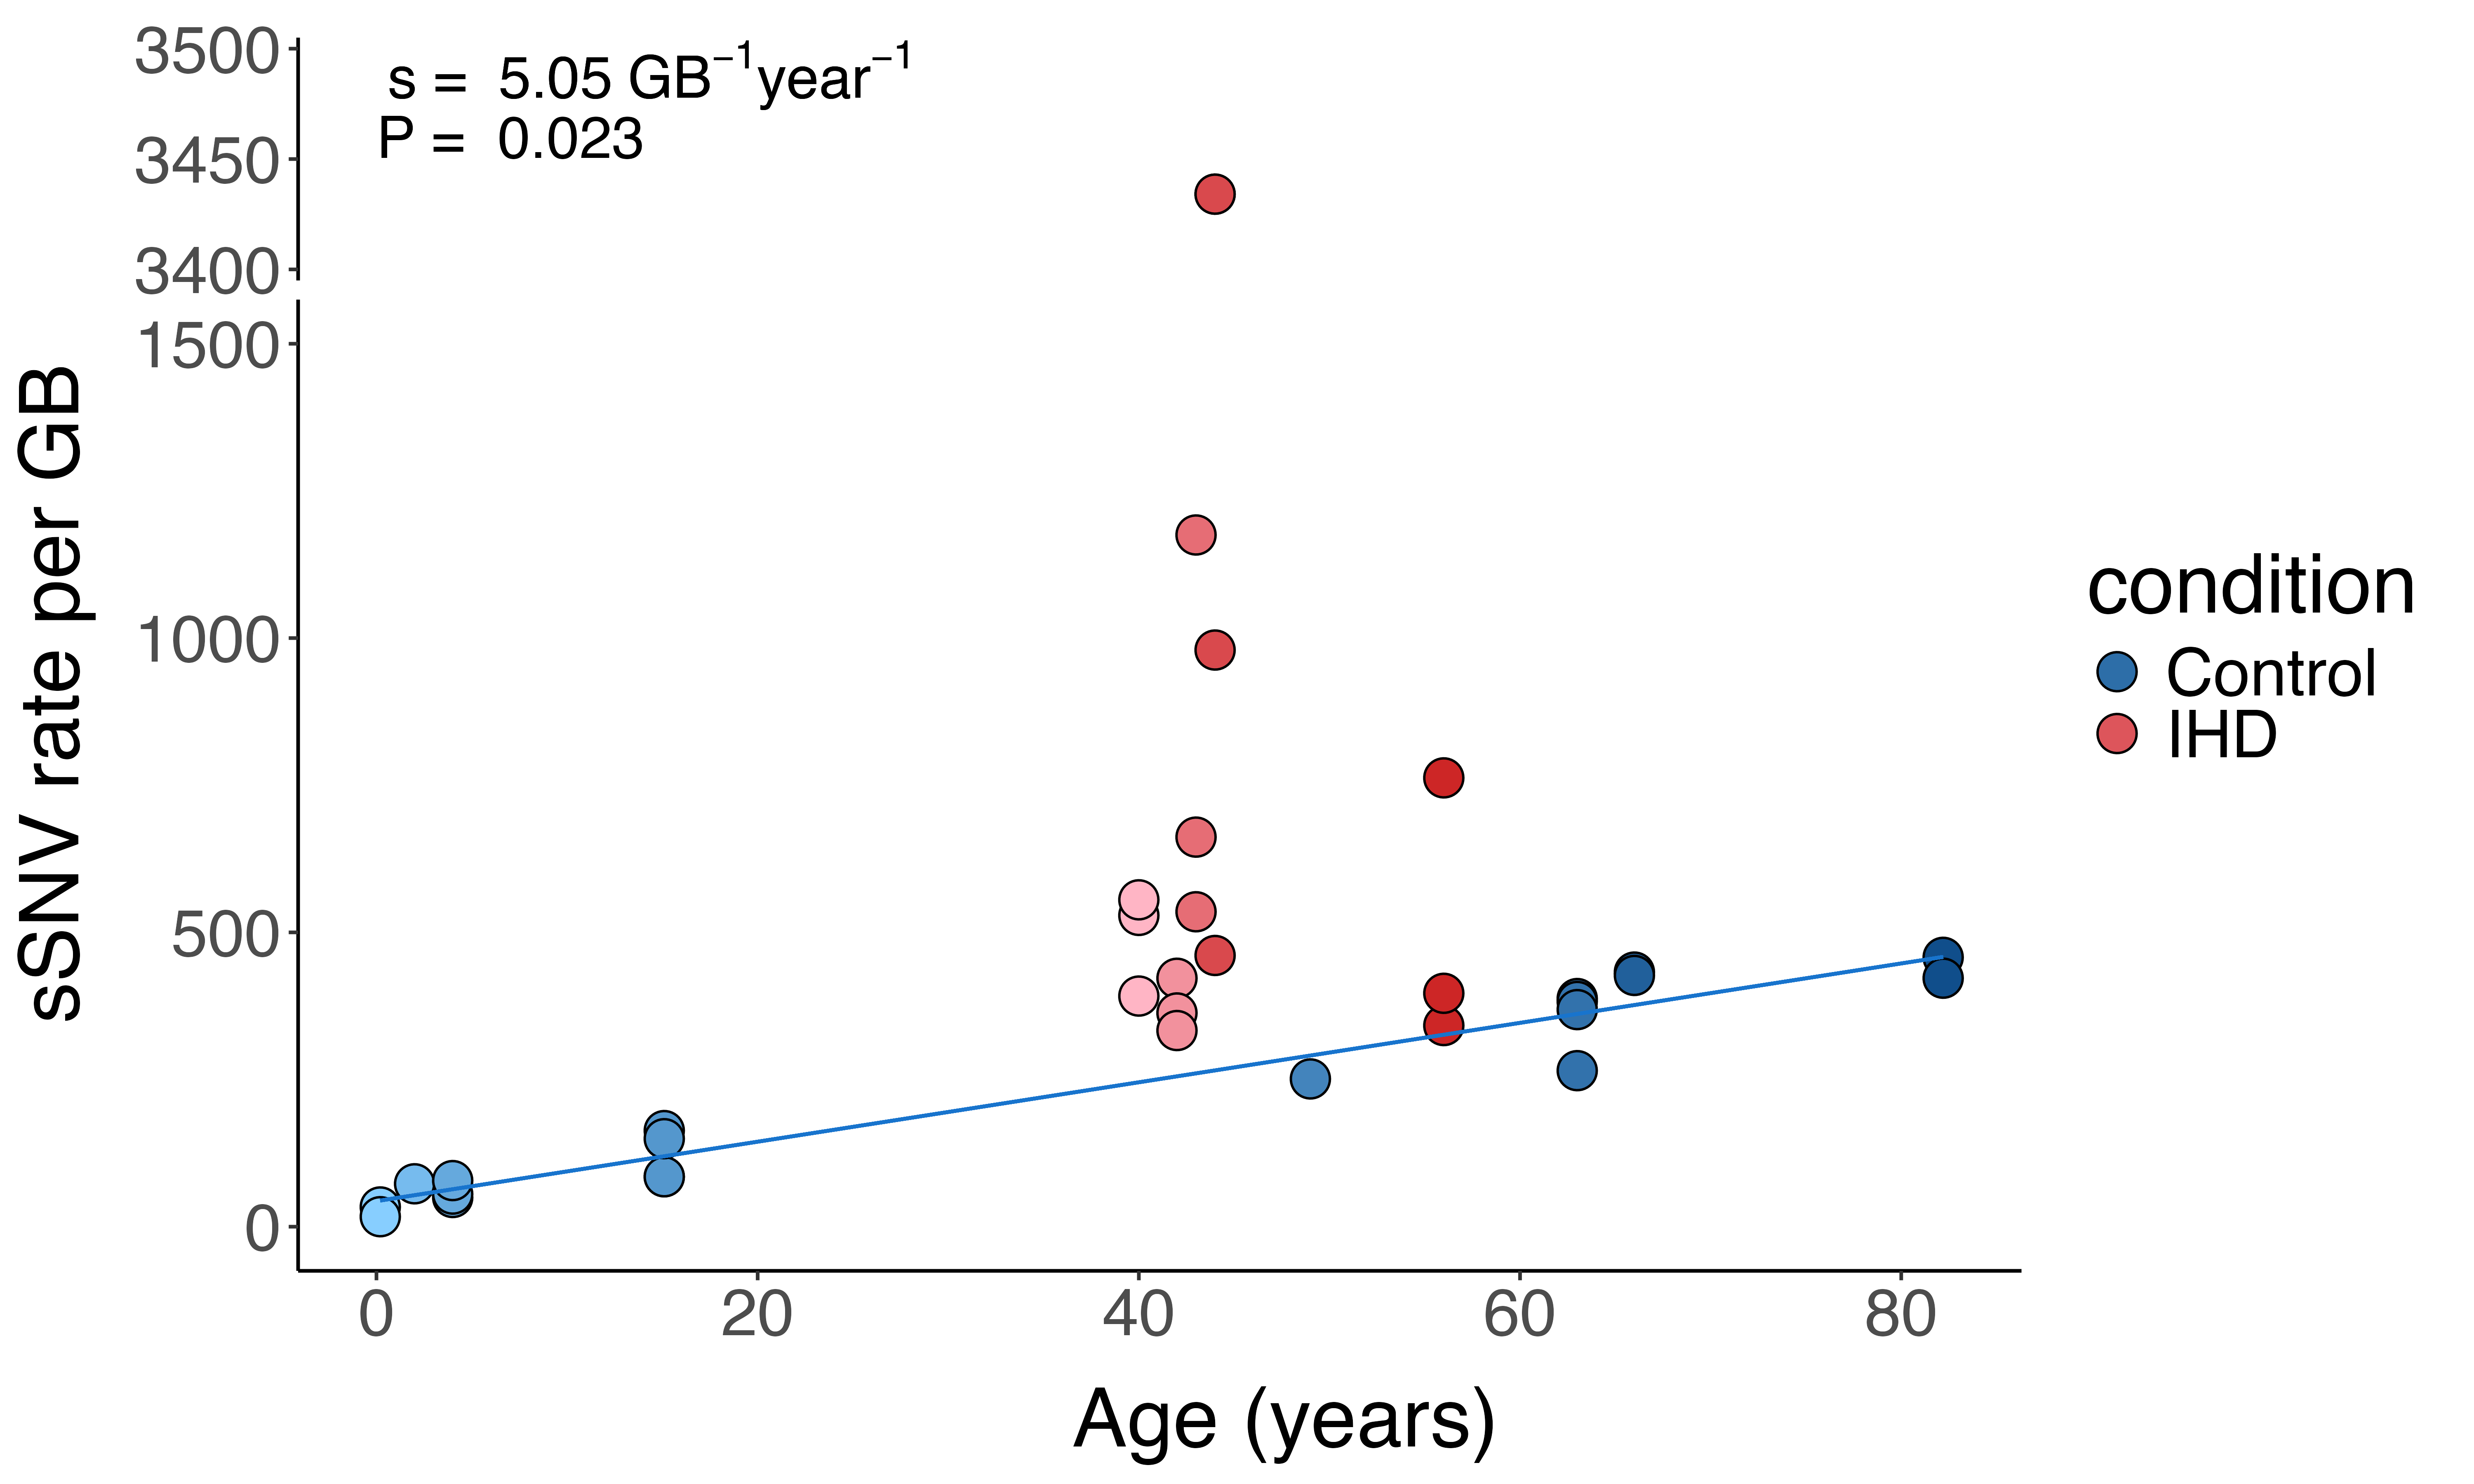 s = 5.05 GB⁻¹year⁻¹
P = 0.023
3500
3450
3400
1500
1000
500
0
sSNV rate per GB
0 20 40 60 80
Age (years)
condition
Control
IHD